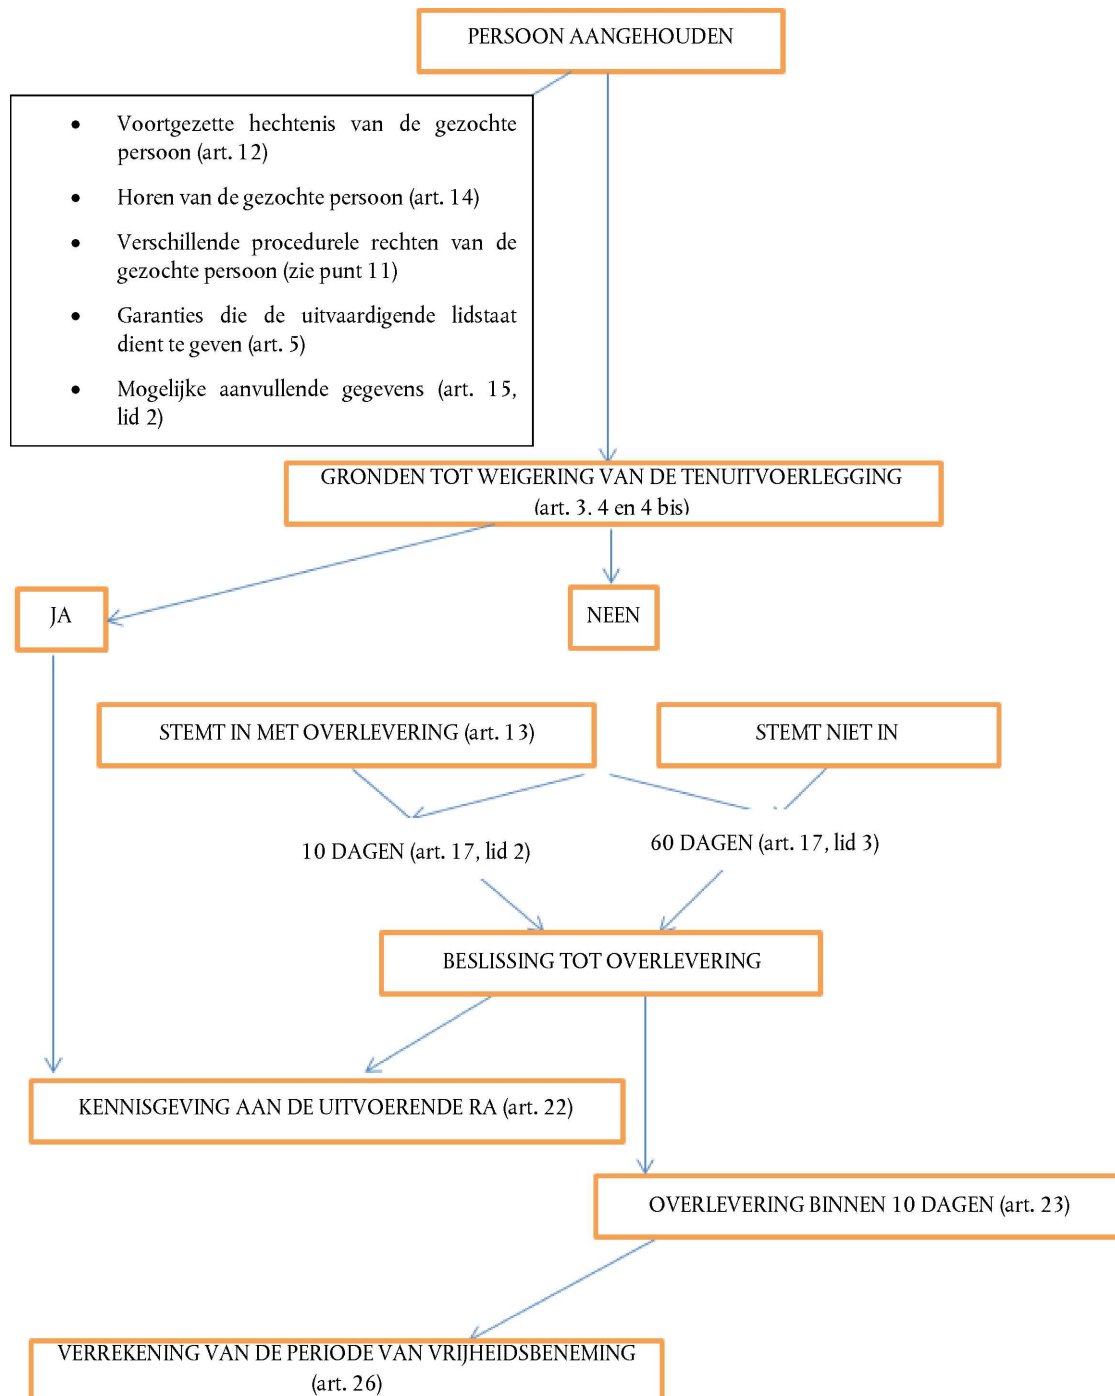 PERSOON AANGEHOUDEN
• Voortgezette hechtenis van de gezochte
persoon (art. 12)
• Horen van de gezochte persoon (art. 14)
• Verschillende procedurele rechten van de
gezochte persoon (zie punt 11)
• Garanties die de uitvaardigende lidstaat
dient te geven (art. 5)
• Mogelijke aanvullende gegevens (art. 15,
lid 2)
GRONDEN TOT WEIGERING VAN DE TENUITVOERLEGGING
(art. 3. 4 en 4 bis)
JA
NEEN
STEMT IN MET OVERLEVERING (art. 13)
STEMT NIET IN
10 DAGEN (art. 17, lid 2)
60 DAGEN (art. 17, lid 3)
BESLISSING TOT OVERLEVERING
KENNISGEVING AAN DE UITVOERENDE RA (art. 22)
OVERLEVERING BINNEN 10 DAGEN (art. 23)
VERREKENING VAN DE PERIODE VAN VRIJHEIDSBENEMING
(art. 26)